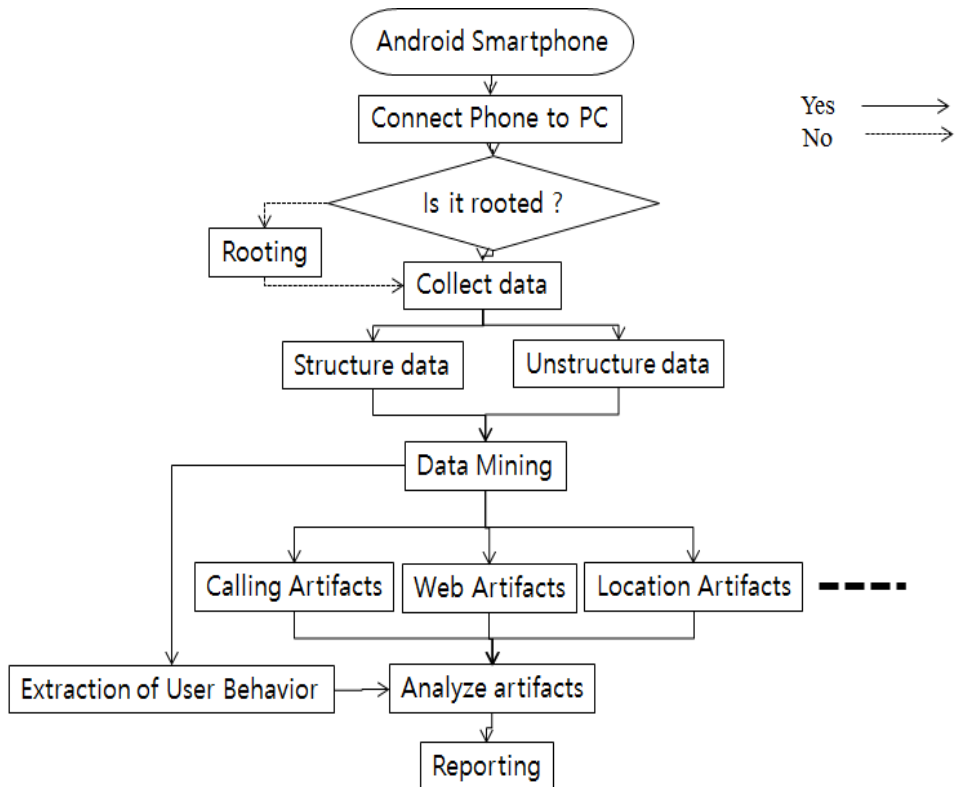 Android Smartphone
Connect Phone to PC
Yes
No
Is it rooted ?
Rooting
Collect data
Structure data
Unstructure data
Data Mining
Calling Artifacts
Web Artifacts
Location Artifacts
Extraction of User Behavior
Analyze artifacts
Reporting